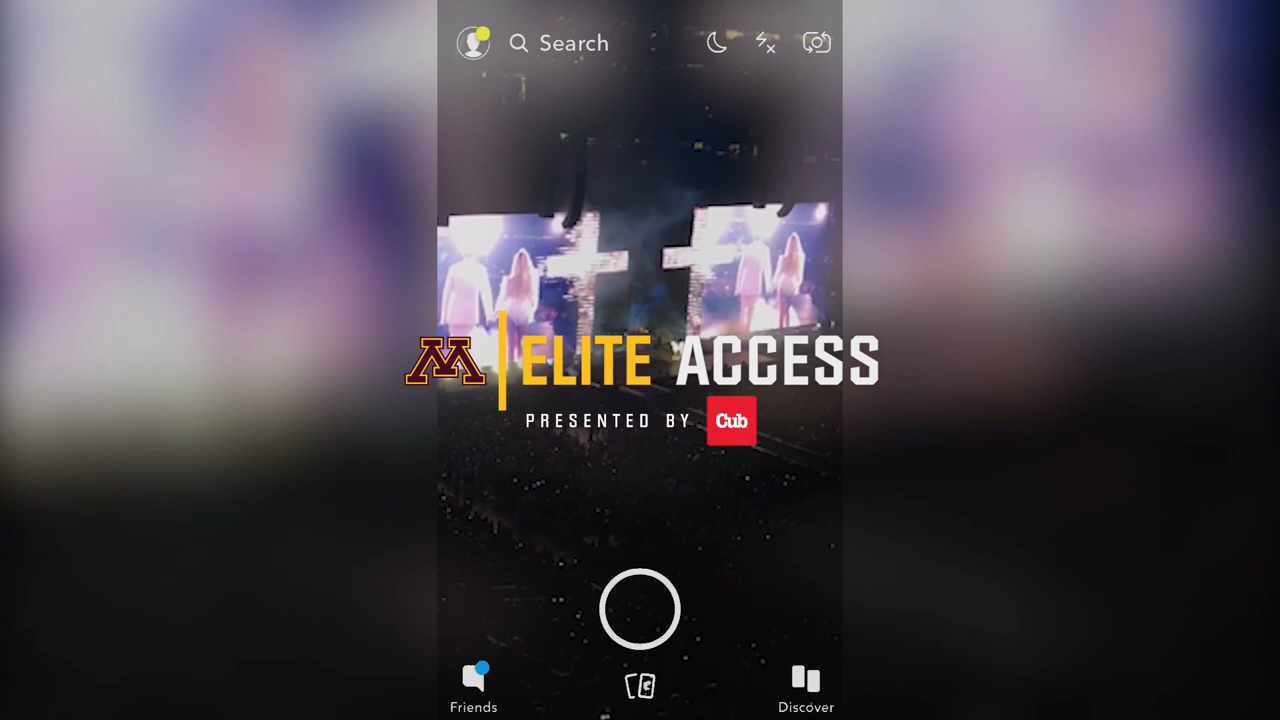 Search
M
ELITE ACCESS
PRESENTED BY Cub
Friends
Discover